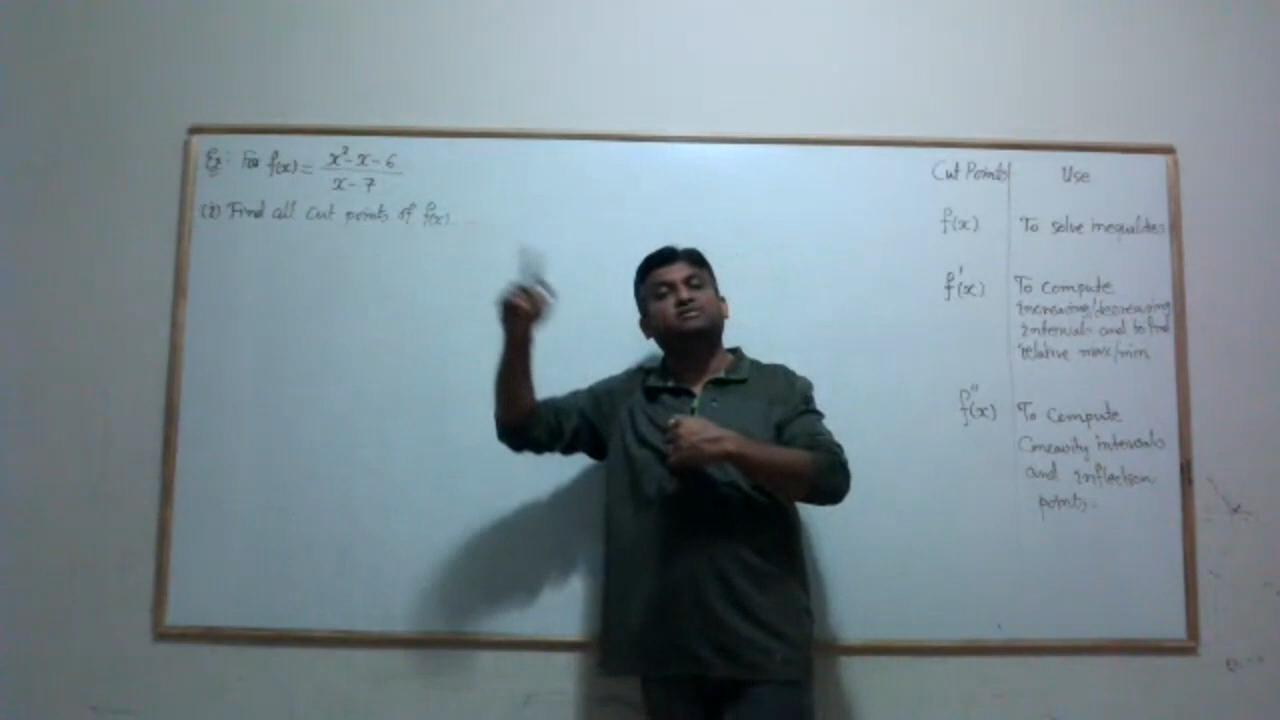 Ex: For f(x) = x²-x-6 / x-7
(i) Find all cut points of f(x).
Cut Points Use
f(x) To solve inequalities
f'(x) To compute
increasing/decreasing
intervals and to find
relative max/min
f''(x) To compute
Concavity intervals
and inflection
points.